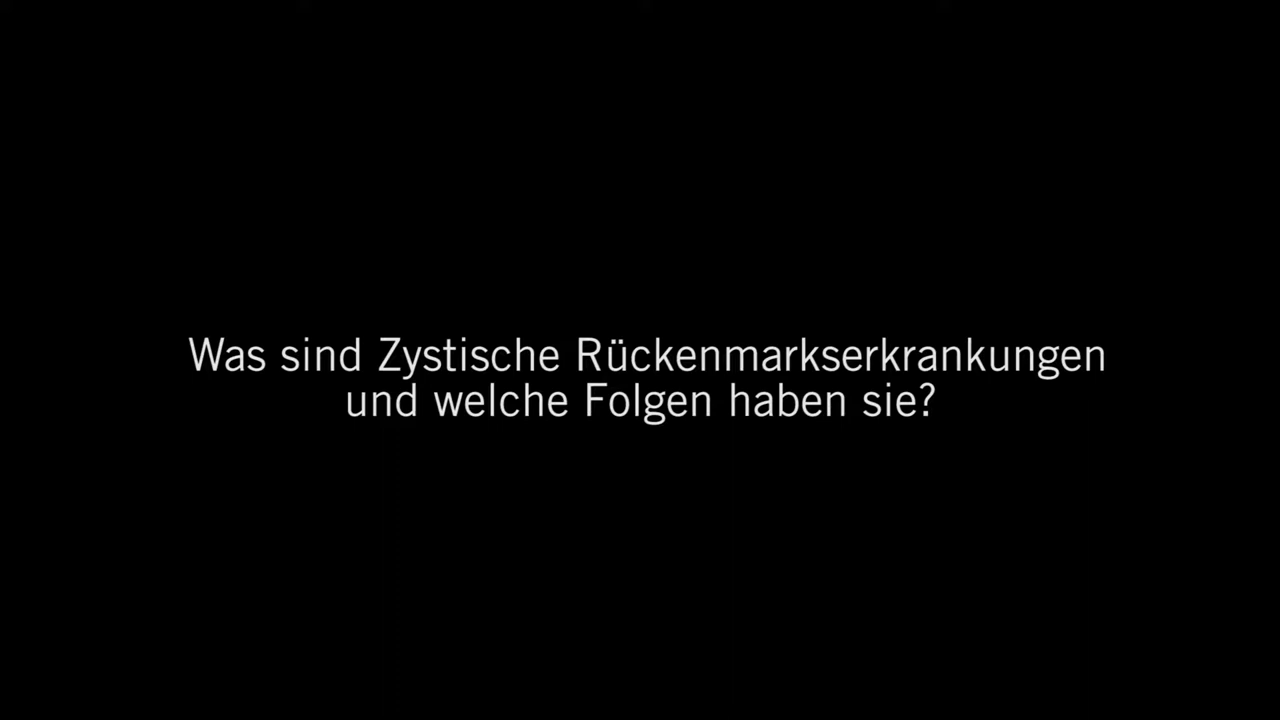 Was sind Zystische Rückenmarkserkrankungen
und welche Folgen haben sie?